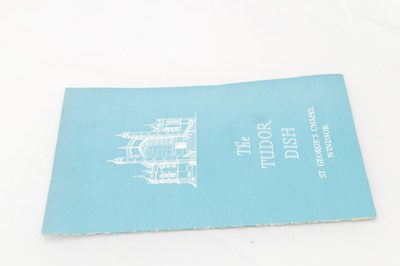 The
TUDOR
DISH
ST. GEORGE'S CHAPEL
WINDSOR